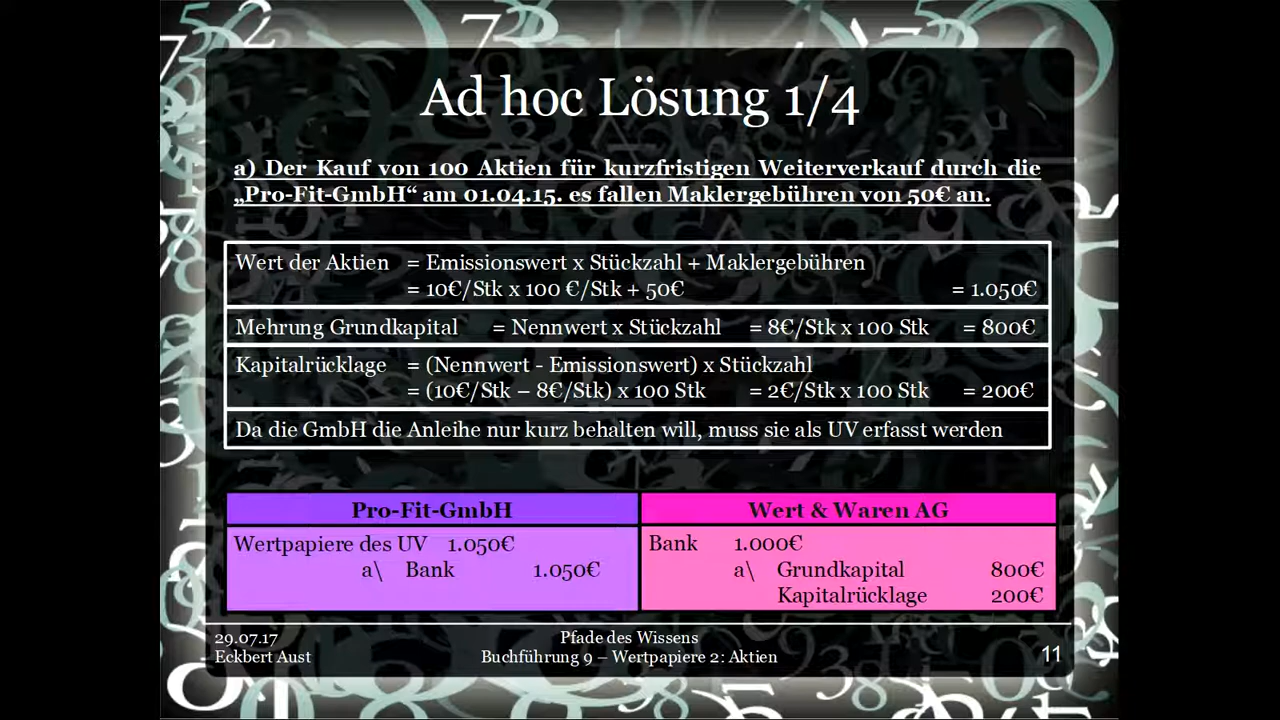 Ad hoc Lösung 1/4
a) Der Kauf von 100 Aktien für kurzfristigen Weiterverkauf durch die
„Pro-Fit-GmbH“ am 01.04.15. es fallen Maklergebühren von 50€ an.
Wert der Aktien = Emissionswert x Stückzahl + Maklergebühren
= 10€/Stk x 100 €/Stk + 50€ = 1.050€
Mehrung Grundkapital = Nennwert x Stückzahl = 8€/Stk x 100 Stk = 800€
Kapitalrücklage = (Nennwert - Emissionswert) x Stückzahl
= (10€/Stk – 8€/Stk) x 100 Stk = 2€/Stk x 100 Stk = 200€
Da die GmbH die Anleihe nur kurz behalten will, muss sie als UV erfasst werden
Pro-Fit-GmbH
Wertpapiere des UV 1.050€
a\ Bank 1.050€
Wert & Waren AG
Bank 1.000€
a\ Grundkapital 800€
Kapitalrücklage 200€
29.07.17
Eckbert Aust
Pfade des Wissens
Buchführung 9 – Wertpapiere 2: Aktien
11